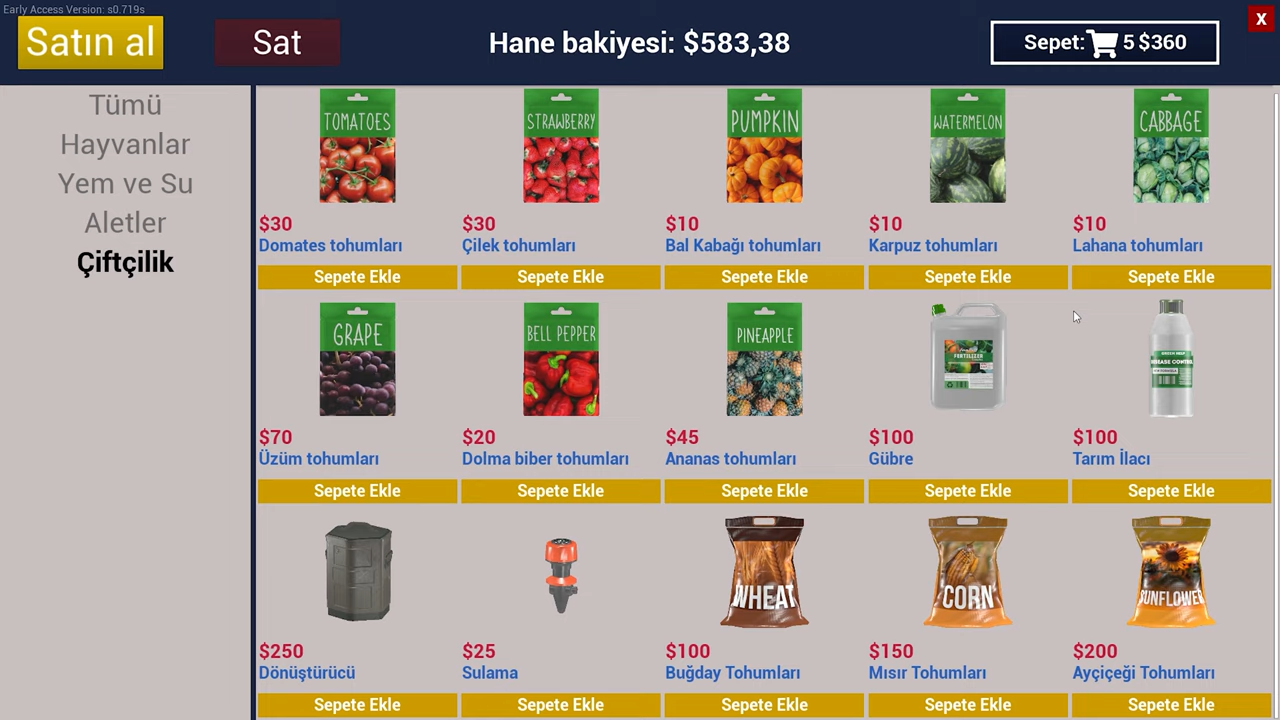 Early Access Version: s0.719s
Satın al
Sat
Hane bakiyesi: $583,38
Sepet: 5 $360
X
Tümü
Hayvanlar
Yem ve Su
Aletler
Çiftçilik
TOMATOES
STRAWBERRY
PUMPKIN
WATERMELON
CABBAGE
$30
$30
$10
$10
$10
Domates tohumları
Çilek tohumları
Bal Kabağı tohumları
Karpuz tohumları
Lahana tohumları
Sepete Ekle
Sepete Ekle
Sepete Ekle
Sepete Ekle
Sepete Ekle
GRAPE
BELL PEPPER
PINEAPPLE
FERTILIZER
$70
$20
$45
$100
$100
Üzüm tohumları
Dolma biber tohumları
Ananas tohumları
Gübre
Tarım İlacı
Sepete Ekle
Sepete Ekle
Sepete Ekle
Sepete Ekle
Sepete Ekle
WHEAT
CORN
SUNFLOWER
$250
$25
$100
$150
$200
Dönüştürücü
Sulama
Buğday Tohumları
Mısır Tohumları
Ayçiçeği Tohumları
Sepete Ekle
Sepete Ekle
Sepete Ekle
Sepete Ekle
Sepete Ekle